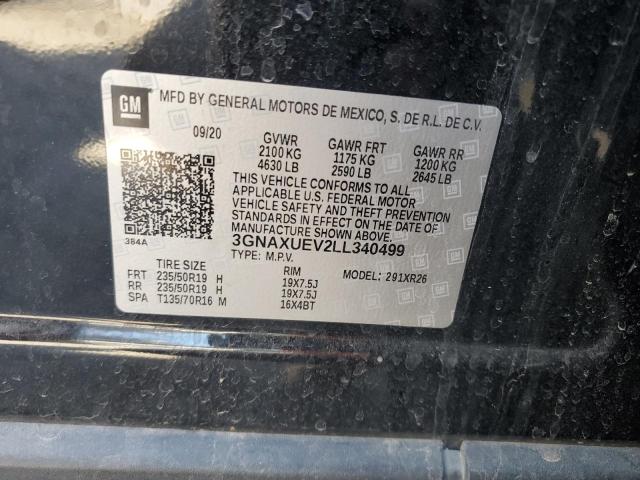 GM MFD BY GENERAL MOTORS DE MEXICO, S. DE R.L. DE C.V.
09/20 GVWR GAWR FRT GAWR RR
2100 KG 1175 KG 1200 KG
4630 LB 2590 LB 2645 LB
THIS VEHICLE CONFORMS TO ALL
APPLICABLE U.S. FEDERAL MOTOR
VEHICLE SAFETY AND THEFT PREVENTION
STANDARDS IN EFFECT ON THE DATE OF
MANUFACTURE SHOWN ABOVE.
384A
3GNAXUEV2LL340499
TYPE: M.P.V. MODEL: 291XR26
TIRE SIZE RIM
FRT 235/50R19 H 19X7.5J
RR 235/50R19 H 19X7.5J
SPA T135/70R16 M 16X4BT